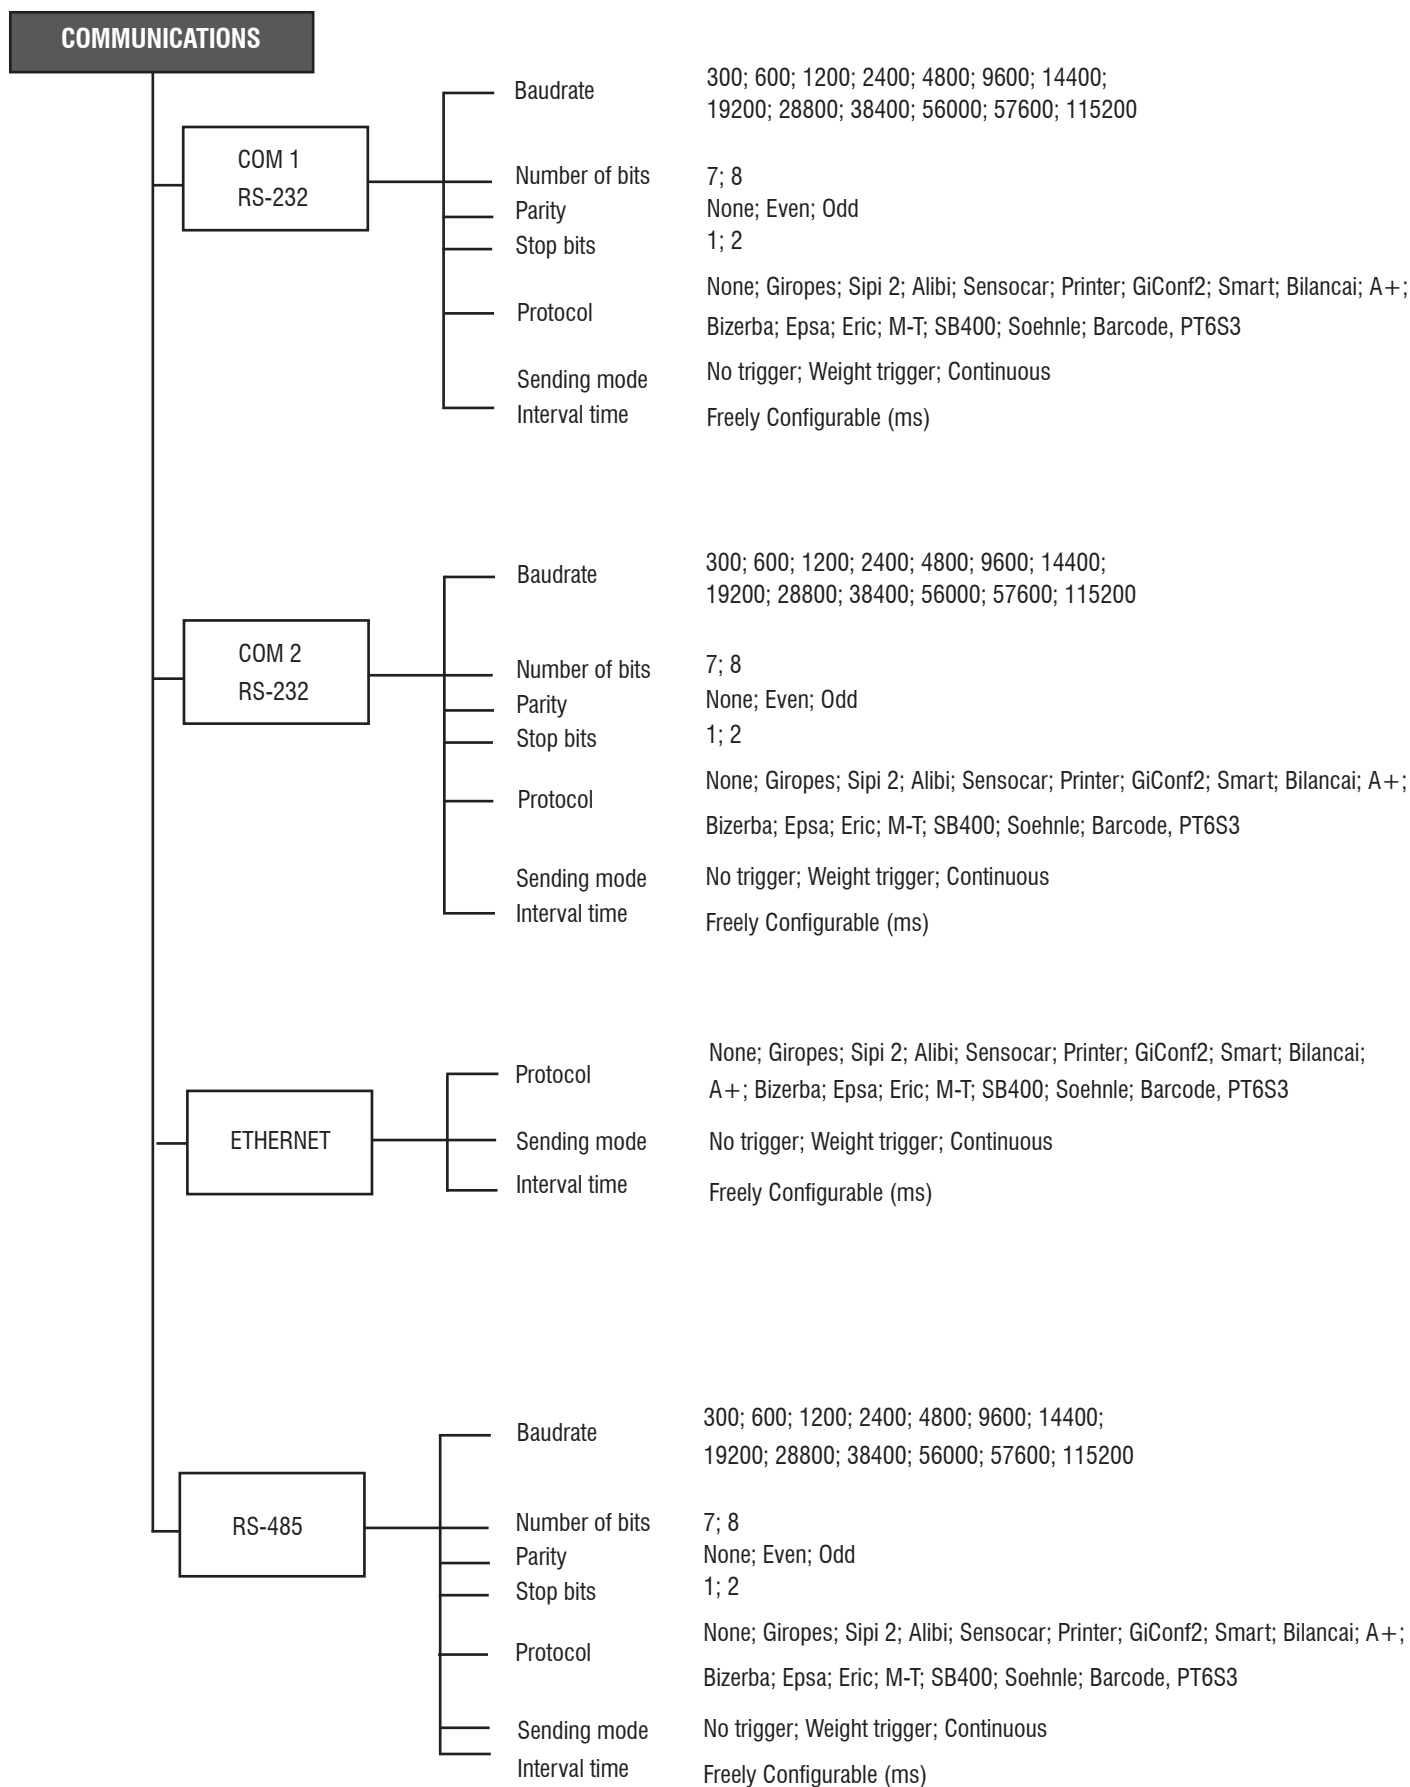 COMMUNICATIONS
COM 1
RS-232
Baudrate
300; 600; 1200; 2400; 4800; 9600; 14400;
19200; 28800; 38400; 56000; 57600; 115200
Number of bits
7; 8
Parity
None; Even; Odd
Stop bits
1; 2
Protocol
None; Giropes; Sipi 2; Alibi; Sensocar; Printer; GiConf2; Smart; Bilancai; A+;
Bizerba; Epsa; Eric; M-T; SB400; Soehnle; Barcode, PT6S3
Sending mode
No trigger; Weight trigger; Continuous
Interval time
Freely Configurable (ms)
COM 2
RS-232
Baudrate
300; 600; 1200; 2400; 4800; 9600; 14400;
19200; 28800; 38400; 56000; 57600; 115200
Number of bits
7; 8
Parity
None; Even; Odd
Stop bits
1; 2
Protocol
None; Giropes; Sipi 2; Alibi; Sensocar; Printer; GiConf2; Smart; Bilancai; A+;
Bizerba; Epsa; Eric; M-T; SB400; Soehnle; Barcode, PT6S3
Sending mode
No trigger; Weight trigger; Continuous
Interval time
Freely Configurable (ms)
ETHERNET
Protocol
None; Giropes; Sipi 2; Alibi; Sensocar; Printer; GiConf2; Smart; Bilancai;
A+; Bizerba; Epsa; Eric; M-T; SB400; Soehnle; Barcode, PT6S3
Sending mode
No trigger; Weight trigger; Continuous
Interval time
Freely Configurable (ms)
RS-485
Baudrate
300; 600; 1200; 2400; 4800; 9600; 14400;
19200; 28800; 38400; 56000; 57600; 115200
Number of bits
7; 8
Parity
None; Even; Odd
Stop bits
1; 2
Protocol
None; Giropes; Sipi 2; Alibi; Sensocar; Printer; GiConf2; Smart; Bilancai; A+;
Bizerba; Epsa; Eric; M-T; SB400; Soehnle; Barcode, PT6S3
Sending mode
No trigger; Weight trigger; Continuous
Interval time
Freely Configurable (ms)